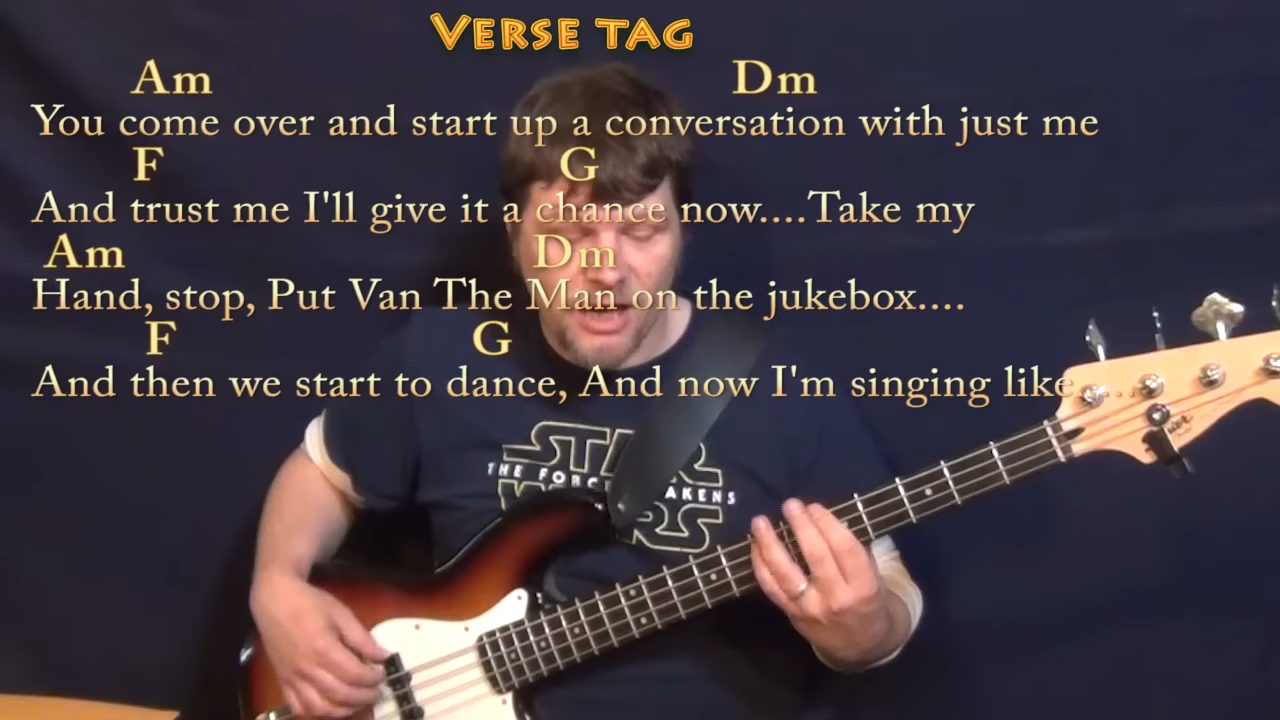 VERSE TAG
Am Dm
You come over and start up a conversation with just me
F G
And trust me I'll give it a chance now....Take my
Am Dm
Hand, stop, Put Van The Man on the jukebox....
F G
And then we start to dance, And now I'm singing like.....
STAR
THE FORC AKENS
WARS